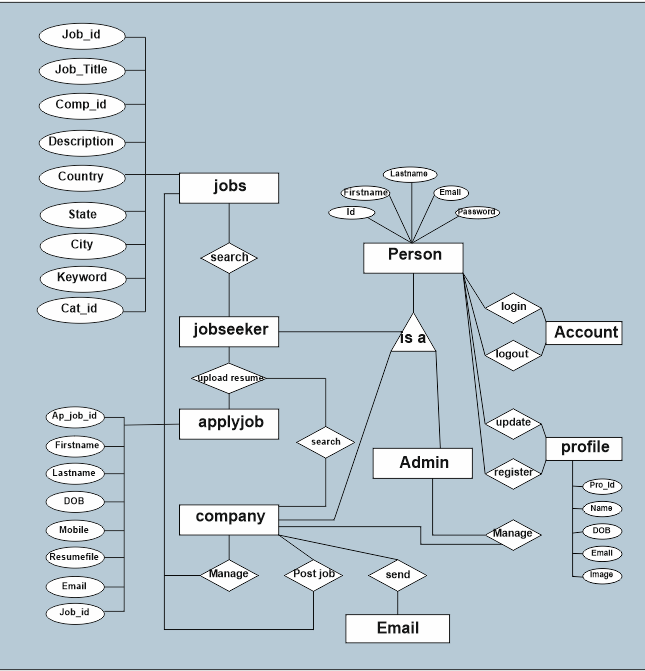 Job_id
Job_Title
Comp_id
Description
Country
State
City
Keyword
Cat_id
jobs
search
jobseeker
upload resume
applyjob
search
Ap_job_id
Firstname
Lastname
DOB
Mobile
Resumefile
Email
Job_id
company
Manage
Post job
send
Email
Lastname
Firstname
Email
Id
Password
Person
is a
Admin
Manage
login
logout
Account
update
register
profile
Pro_Id
Name
DOB
Email
Image